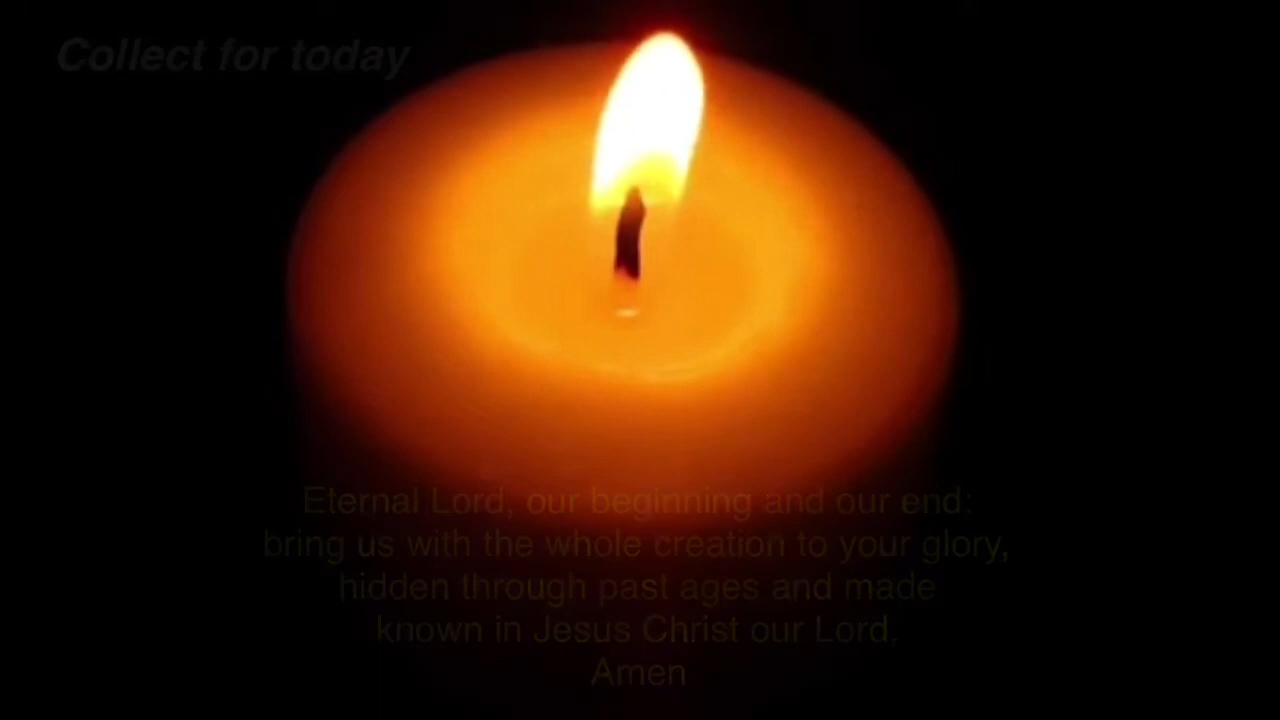 Collect for today
Eternal Lord, our beginning and our end:
bring us with the whole creation to your glory,
hidden through past ages and made
known in Jesus Christ our Lord,
Amen